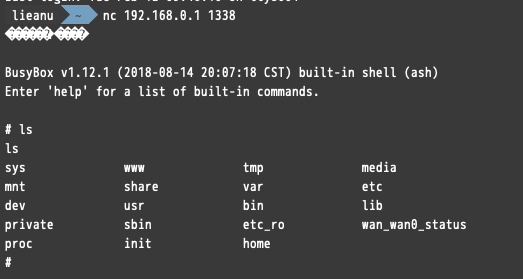 lieanu ~ nc 192.168.0.1 1338
BusyBox v1.12.1 (2018-08-14 20:07:18 CST) built-in shell (ash)
Enter 'help' for a list of built-in commands.
# ls
ls
sys www tmp media
mnt share var etc
dev usr bin lib
private sbin etc_ro wan_wan0_status
proc init home
#